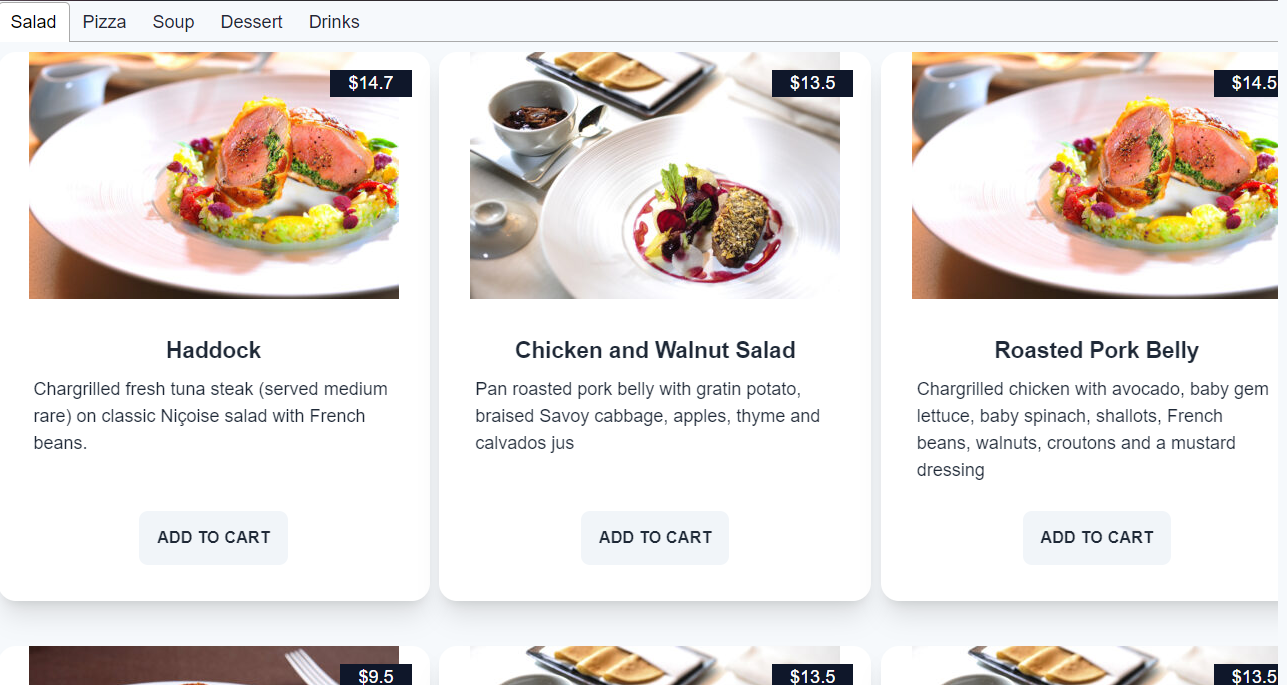 Salad Pizza Soup Dessert Drinks
$14.7
$13.5
$14.5
Haddock
Chargrilled fresh tuna steak (served medium
rare) on classic Niçoise salad with French
beans.
ADD TO CART
Chicken and Walnut Salad
Pan roasted pork belly with gratin potato,
braised Savoy cabbage, apples, thyme and
calvados jus
ADD TO CART
Roasted Pork Belly
Chargrilled chicken with avocado, baby gem
lettuce, baby spinach, shallots, French
beans, walnuts, croutons and a mustard
dressing
ADD TO CART
$9.5
$13.5
$13.5